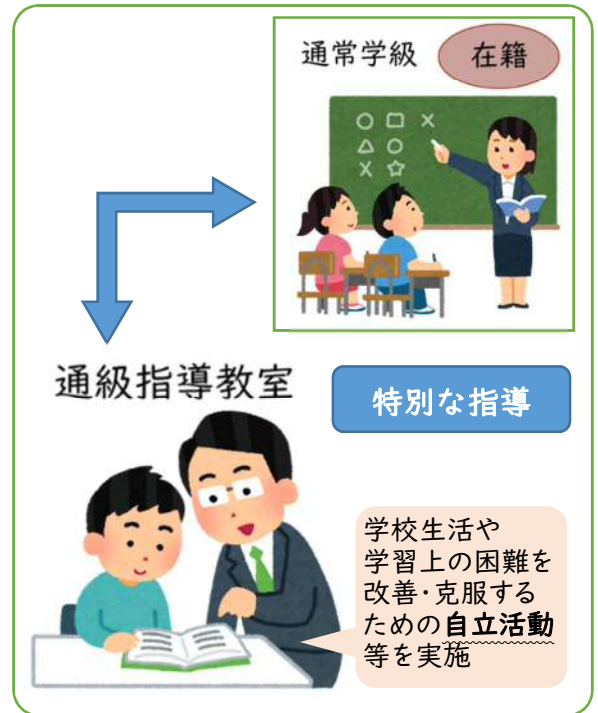 通常学級 在籍
通級指導教室
特別な指導
学校生活や
学習上の困難を
改善・克服する
ための自立活動
等を実施